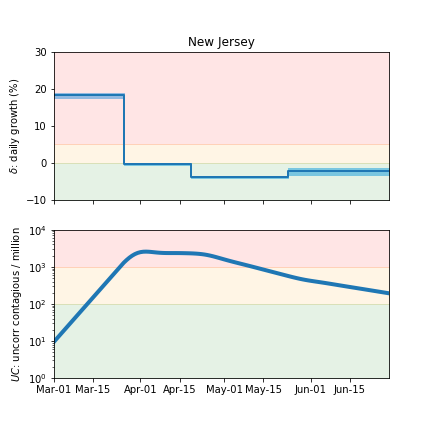 New Jersey
δ: daily growth (%)
30
20
10
0
−10
UC: uncorr contagious / million
10⁴
10³
10²
10¹
10⁰
Mar-01 Mar-15 Apr-01 Apr-15 May-01 May-15 Jun-01 Jun-15